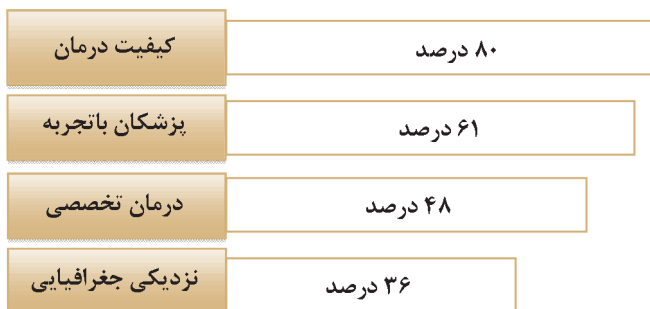 کیفیت درمان
۸۰ درصد
پزشکان باتجربه
۶۱ درصد
درمان تخصصی
۴۸ درصد
نزدیکی جغرافیایی
۳۶ درصد